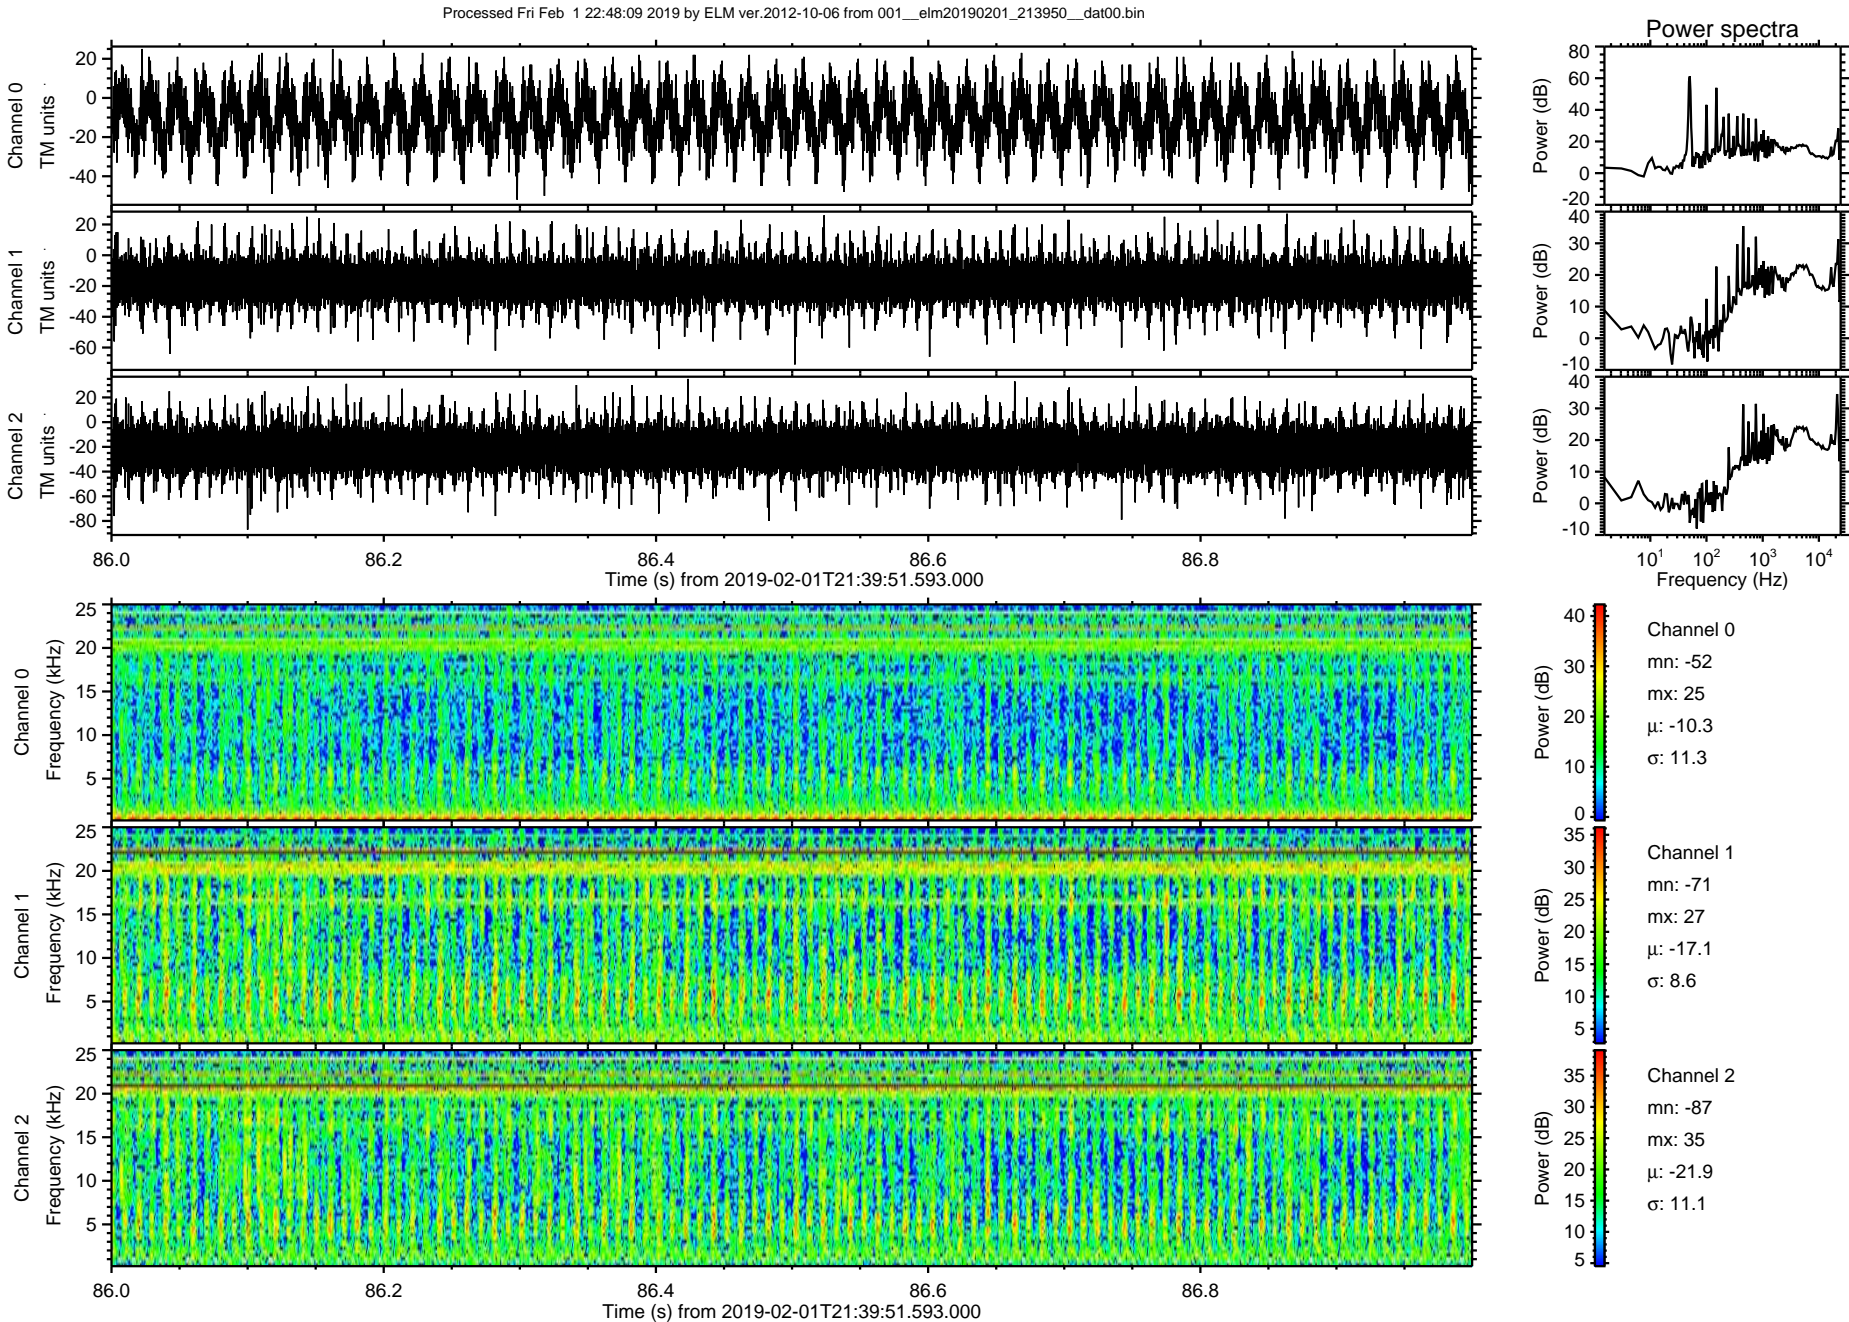 Processed Fri Feb  1 22:48:09 2019 by ELM ver.2012-10-06 from 001__elm20190201_213950__dat00.bin
Power spectra
Channel 0
TM units
20
0
-20
-40
Power (dB)
80
60
40
20
0
-20
Channel 1
TM units
20
0
-20
-40
-60
Power (dB)
40
30
20
10
0
-10
Channel 2
TM units
20
0
-20
-40
-60
-80
Power (dB)
40
30
20
10
0
-10
86.0 86.2 86.4 86.6 86.8
Time (s) from 2019-02-01T21:39:51.593.000
10^1 10^2 10^3 10^4
Frequency (Hz)
Channel 0
Frequency (kHz)
25
20
15
10
5
Power (dB)
40
30
20
10
0
Channel 0
mn: -52
mx: 25
μ: -10.3
σ: 11.3
Channel 1
Frequency (kHz)
25
20
15
10
5
Power (dB)
35
30
25
20
15
10
5
Channel 1
mn: -71
mx: 27
μ: -17.1
σ: 8.6
Channel 2
Frequency (kHz)
25
20
15
10
5
Power (dB)
35
30
25
20
15
10
5
Channel 2
mn: -87
mx: 35
μ: -21.9
σ: 11.1
86.0 86.2 86.4 86.6 86.8
Time (s) from 2019-02-01T21:39:51.593.000